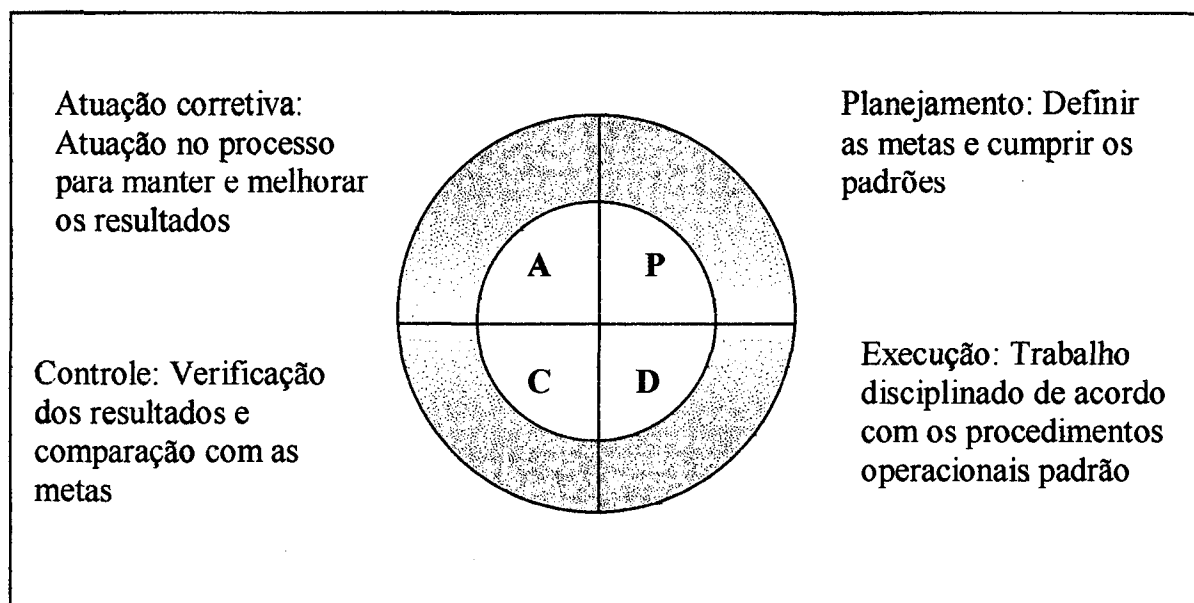 Atuação corretiva:
Atuação no processo
para manter e melhorar
os resultados
Planejamento: Definir
as metas e cumprir os
padrões
A
P
C
D
Controle: Verificação
dos resultados e
comparação com as
metas
Execução: Trabalho
disciplinado de acordo
com os procedimentos
operacionais padrão